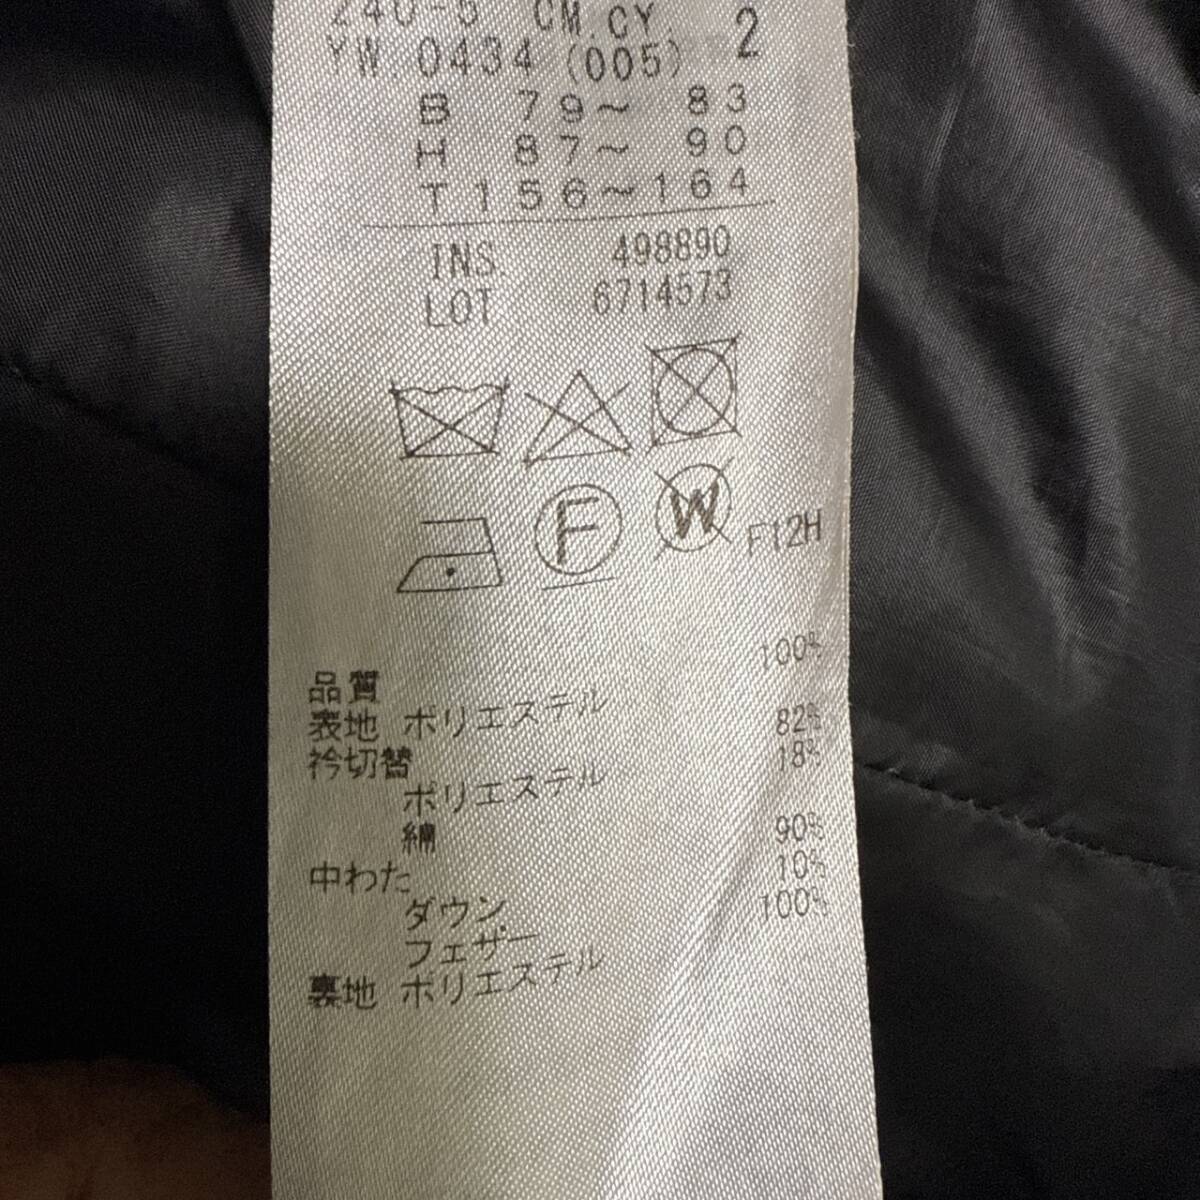 240-5 CM.CY. 2
YW.0434(005)
B 79~ 83
H 87~ 90
T156~164
INS. 498890
LOT 6714573
F W F12H
品質
表地 ポリエステル 100%
衿切替
ポリエステル 82%
綿 18%
中わた
ダウン 90%
フェザー 10%
裏地 ポリエステル 100%